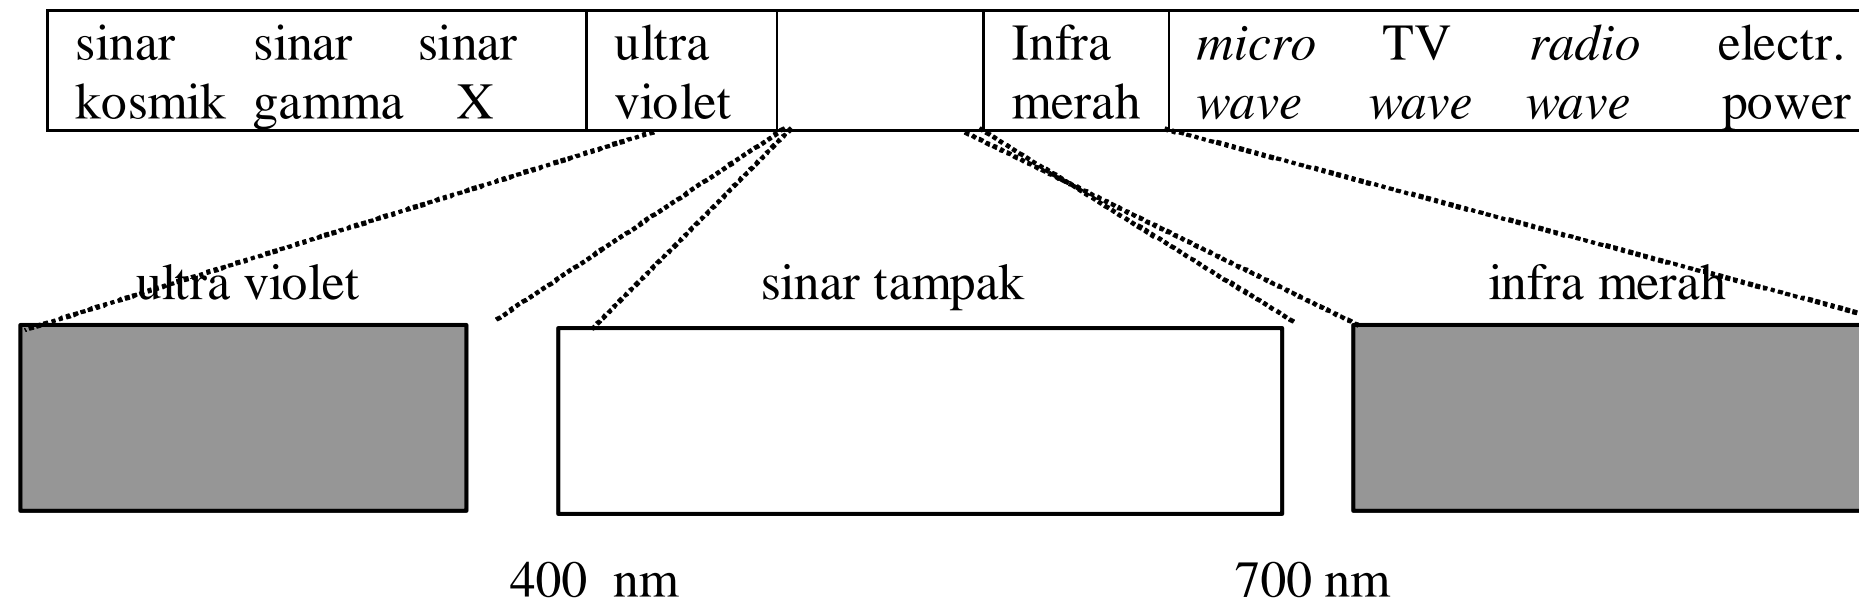 sinar sinar sinar ultra Infra micro TV radio electr.
kosmik gamma X violet merah wave wave wave power
ultra violet sinar tampak infra merah
400 nm 700 nm